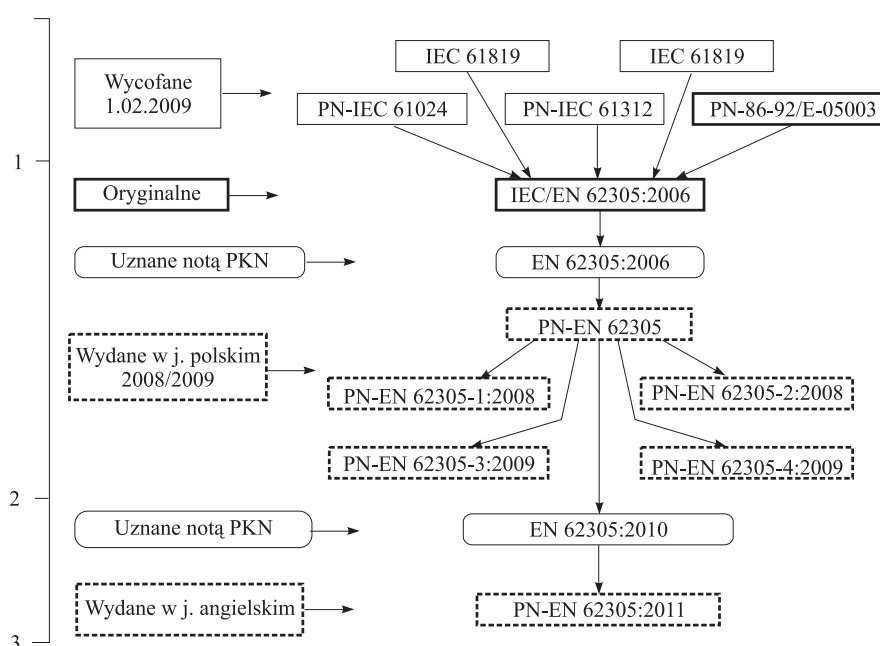 IEC 61819
IEC 61819
Wycofane
1.02.2009
PN-IEC 61024
PN-IEC 61312
PN-86-92/E-05003
1
Oryginalne
IEC/EN 62305:2006
Uznane notą PKN
EN 62305:2006
PN-EN 62305
Wydane w j. polskim
2008/2009
PN-EN 62305-1:2008
PN-EN 62305-2:2008
PN-EN 62305-3:2009
PN-EN 62305-4:2009
2
Uznane notą PKN
EN 62305:2010
Wydane w j. angielskim
PN-EN 62305:2011
3